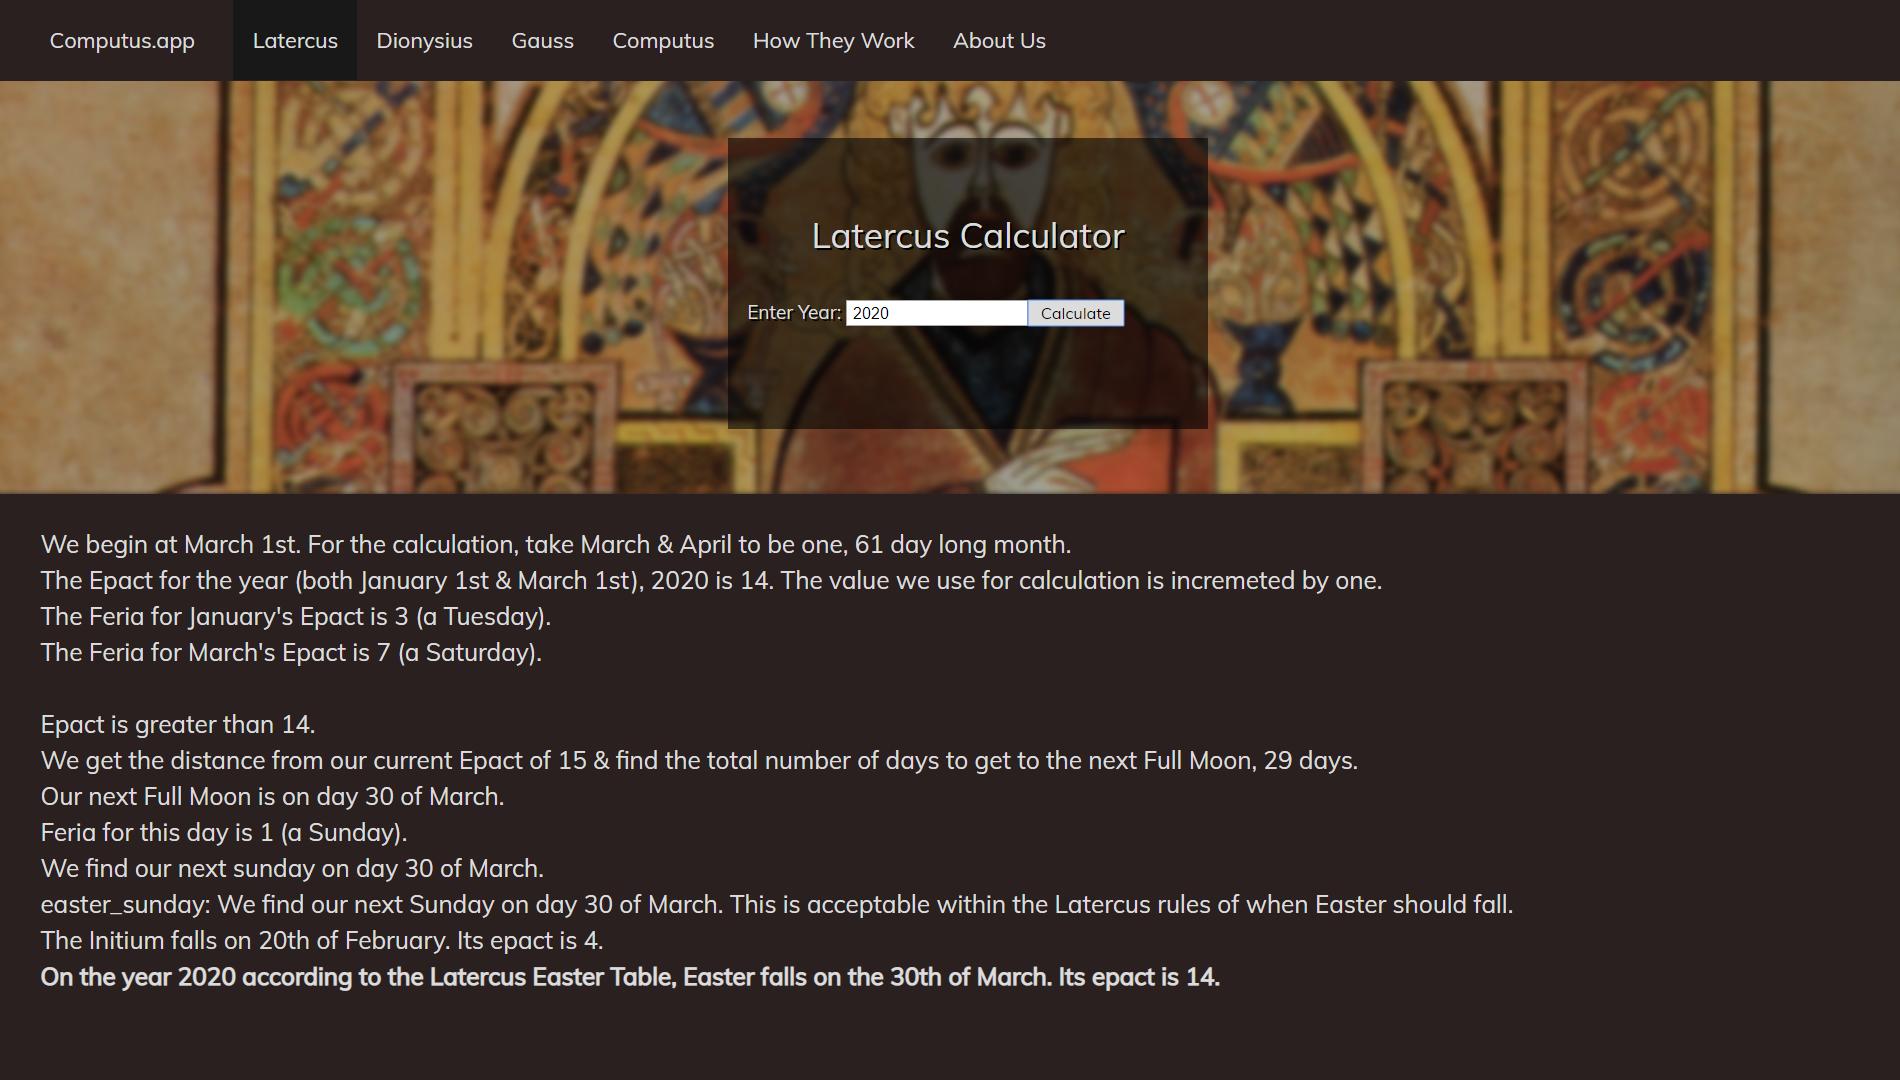 Computus.app Latercus Dionysius Gauss Computus How They Work About Us
Latercus Calculator
Enter Year: 2020 Calculate
We begin at March 1st. For the calculation, take March & April to be one, 61 day long month.
The Epact for the year (both January 1st & March 1st), 2020 is 14. The value we use for calculation is incremeted by one.
The Feria for January's Epact is 3 (a Tuesday).
The Feria for March's Epact is 7 (a Saturday).
Epact is greater than 14.
We get the distance from our current Epact of 15 & find the total number of days to get to the next Full Moon, 29 days.
Our next Full Moon is on day 30 of March.
Feria for this day is 1 (a Sunday).
We find our next sunday on day 30 of March.
easter_sunday: We find our next Sunday on day 30 of March. This is acceptable within the Latercus rules of when Easter should fall.
The Initium falls on 20th of February. Its epact is 4.
On the year 2020 according to the Latercus Easter Table, Easter falls on the 30th of March. Its epact is 14.